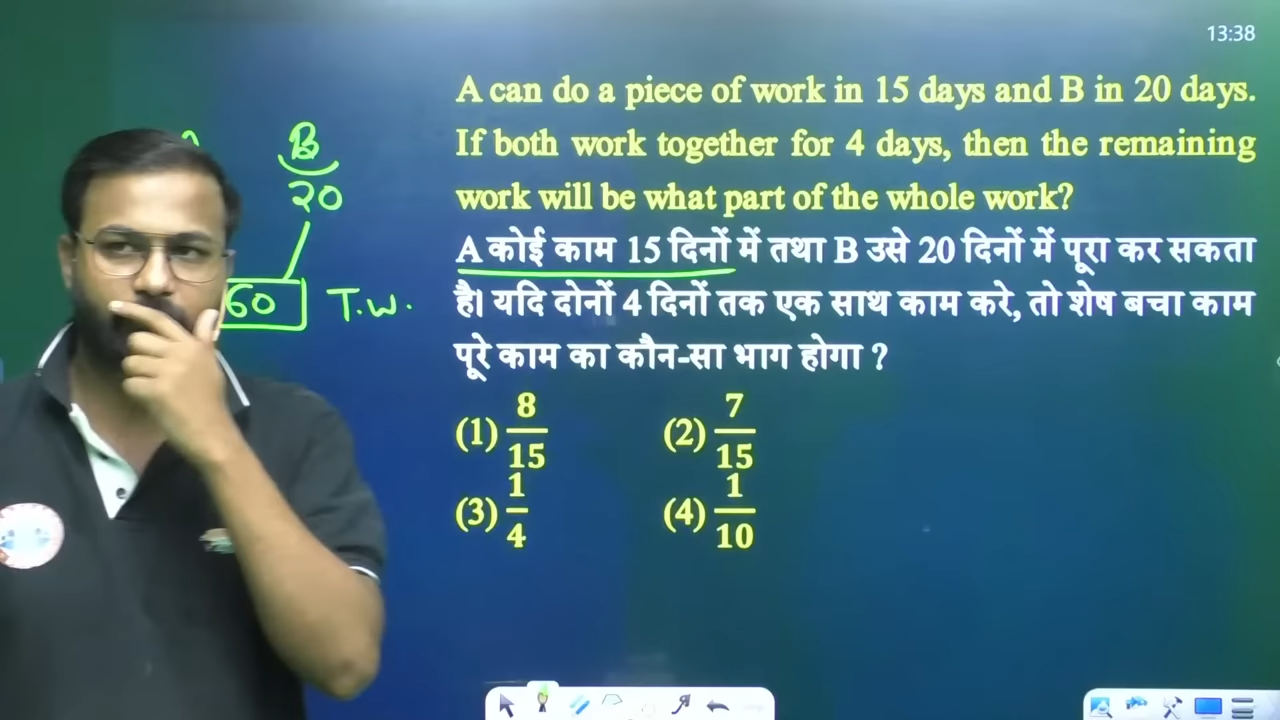 13:38
A can do a piece of work in 15 days and B in 20 days.
If both work together for 4 days, then the remaining
work will be what part of the whole work?
A कोई काम 15 दिनों में तथा B उसे 20 दिनों में पूरा कर सकता
है। यदि दोनों 4 दिनों तक एक साथ काम करे, तो शेष बचा काम
पूरे काम का कौन-सा भाग होगा ?
(1) 8/15 (2) 7/15
(3) 1/4 (4) 1/10
B
20
60 T.W.